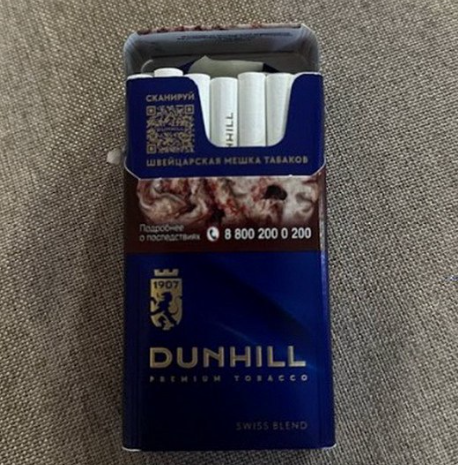 СКАНИРУЙ
ШВЕЙЦАРСКАЯ МЕШКА ТАБАКОВ
Подробнее
о последствиях 8 800 200 0 200
1907
DUNHILL
PREMIUM TOBACCO
SWISS BLEND